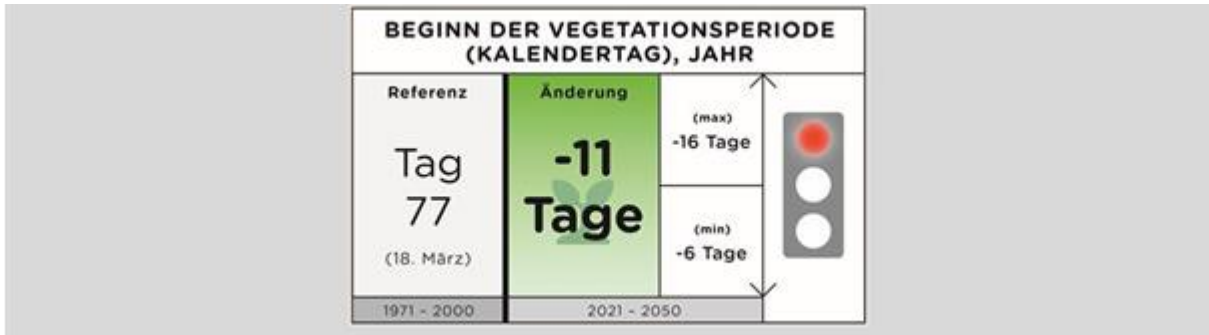 BEGINN DER VEGETATIONSPERIODE
(KALENDERTAG), JAHR
Referenz
Tag
77
(18. März)
1971 - 2000
Änderung
-11
Tage
(max)
-16 Tage
(min)
-6 Tage
2021 - 2050